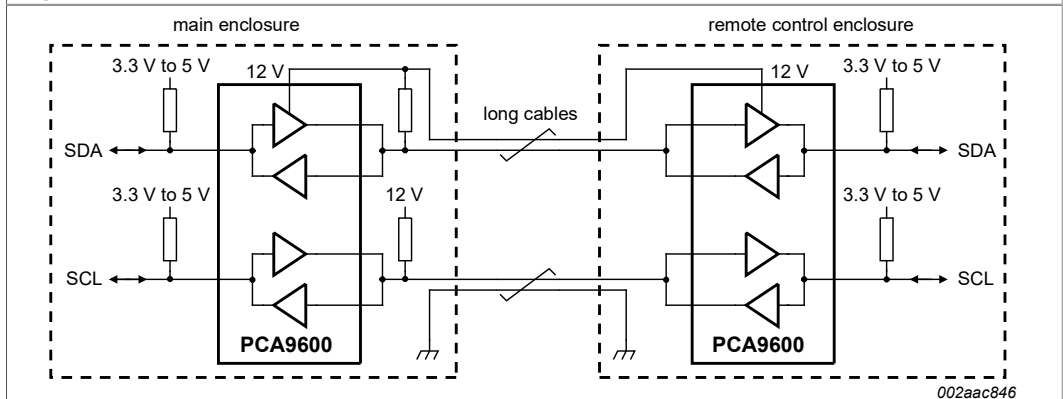 main enclosure
remote control enclosure
3.3 V to 5 V
12 V
12 V
3.3 V to 5 V
long cables
SDA
SDA
3.3 V to 5 V
12 V
3.3 V to 5 V
SCL
SCL
PCA9600
PCA9600
002aac846